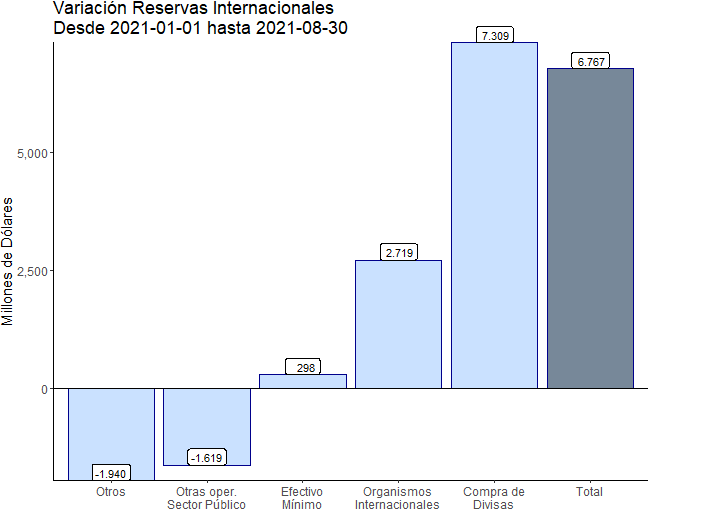 Variación Reservas Internacionales
Desde 2021-01-01 hasta 2021-08-30
7.309
6.767
5,000
2.719
2,500
298
0
-1.619
-1.940
Millones de Dólares
Otros
Otras oper.
Sector Público
Efectivo
Mínimo
Organismos
Internacionales
Compra de
Divisas
Total